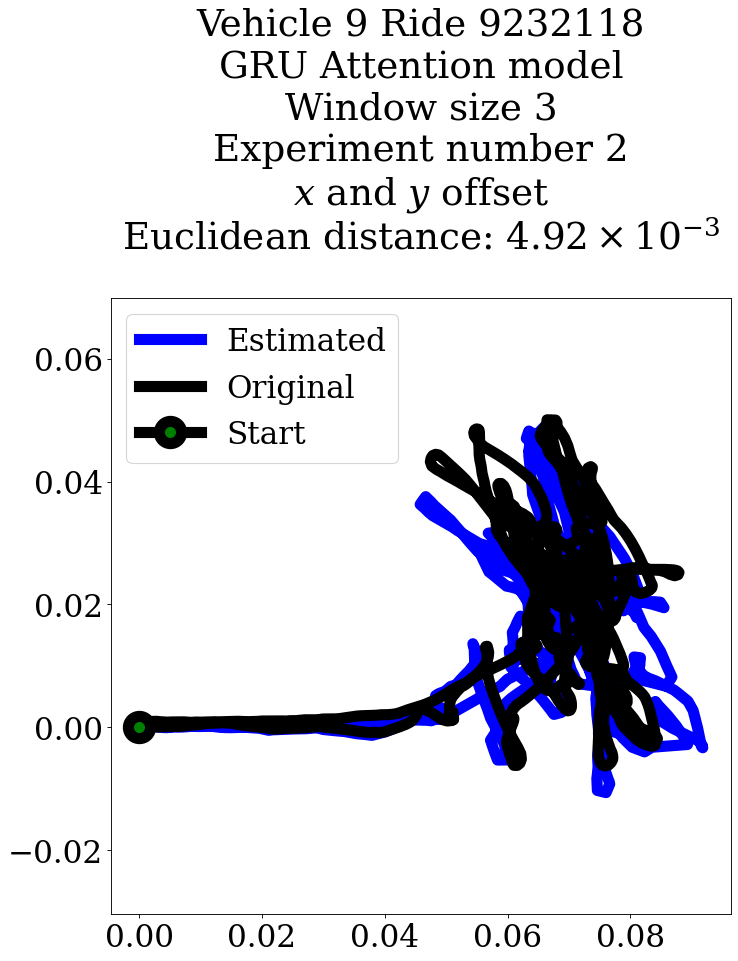 Vehicle 9 Ride 9232118
GRU Attention model
Window size 3
Experiment number 2
x and y offset
Euclidean distance: 4.92 × 10⁻³
Estimated
Original
Start
0.06
0.04
0.02
0.00
−0.02
0.00 0.02 0.04 0.06 0.08